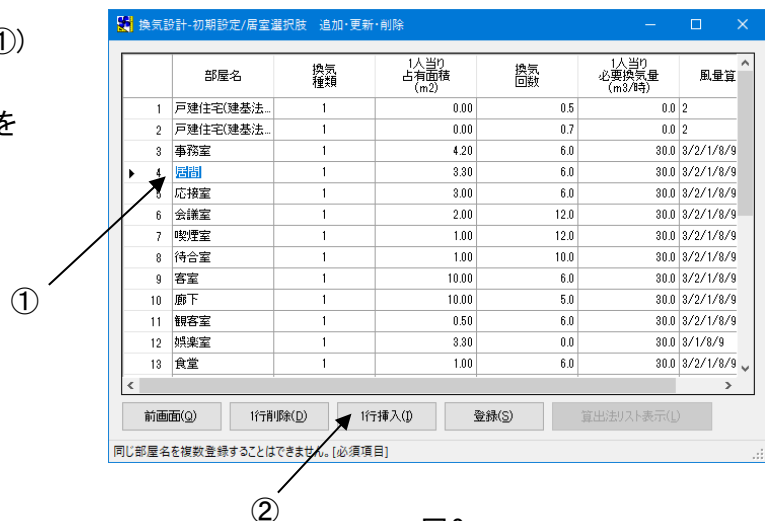 ①)
を
換気設計-初期設定/居室選択肢 追加・更新・削除
部屋名 換気種類 1人当り占有面積(m2) 換気回数 1人当り必要換気量(m3/時) 風量算
1 戸建住宅(建基法... 1 0.00 0.5 0.0 2
2 戸建住宅(建基法... 1 0.00 0.7 0.0 2
3 事務室 1 4.20 6.0 30.0 3/2/1/8/9
4 居間 1 3.30 6.0 30.0 3/2/1/8/9
5 応接室 1 3.00 6.0 30.0 3/2/1/8/9
6 会議室 1 2.00 12.0 30.0 3/2/1/8/9
7 喫煙室 1 1.00 12.0 30.0 3/2/1/8/9
8 待合室 1 1.00 10.0 30.0 3/2/1/8/9
9 客室 1 10.00 6.0 30.0 3/2/1/8/9
10 廊下 1 10.00 5.0 30.0 3/2/1/8/9
11 観客室 1 0.50 6.0 30.0 3/2/1/8/9
12 娯楽室 1 3.30 0.0 30.0 3/1/8/9
13 食堂 1 1.00 6.0 30.0 3/2/1/8/9
①
前画面(Q) 1行削除(D) 1行挿入(I) 登録(S) 算出法リスト表示(L)
同じ部屋名を複数登録することはできません。[必須項目]
②